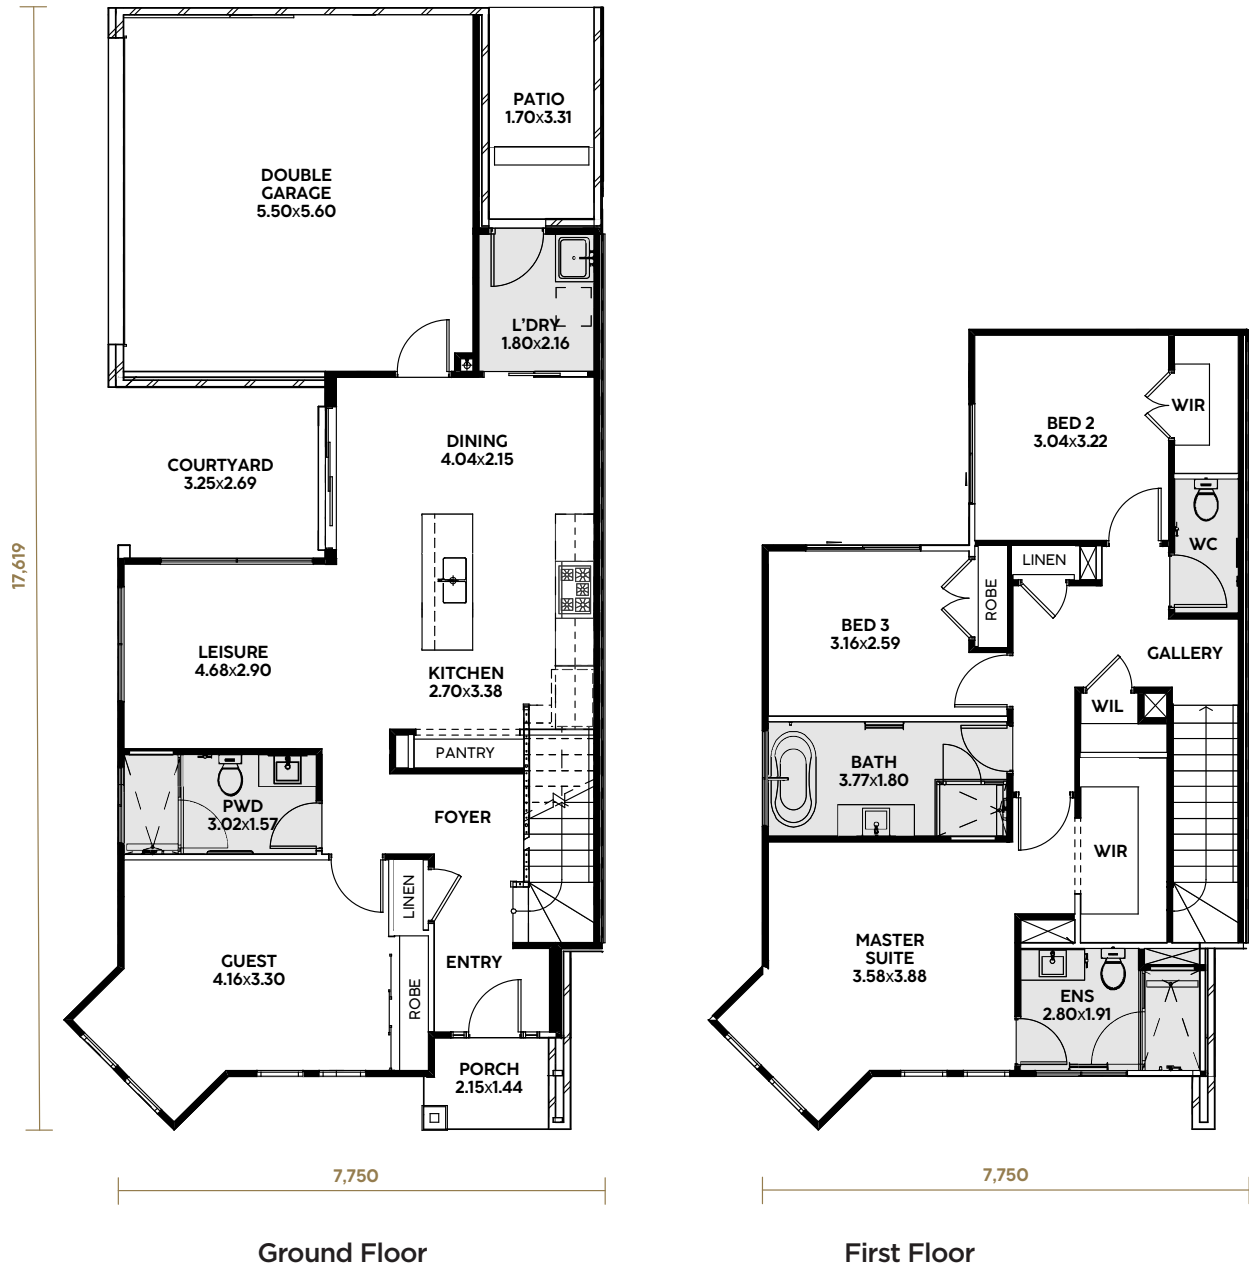 PATIO
1.70x3.31
DOUBLE
GARAGE
5.50x5.60
L'DRY
1.80x2.16
DINING
4.04x2.15
COURTYARD
3.25x2.69
17,619
LEISURE
4.68x2.90
KITCHEN
2.70x3.38
PANTRY
PWD
3.02x1.57
FOYER
LINEN
GUEST
4.16x3.30
ENTRY
ROBE
PORCH
2.15x1.44
7,750
Ground Floor
WIR
BED 2
3.04x3.22
WC
LINEN
ROBE
BED 3
3.16x2.59
GALLERY
WIL
BATH
3.77x1.80
WIR
MASTER
SUITE
3.58x3.88
ENS
2.80x1.91
7,750
First Floor